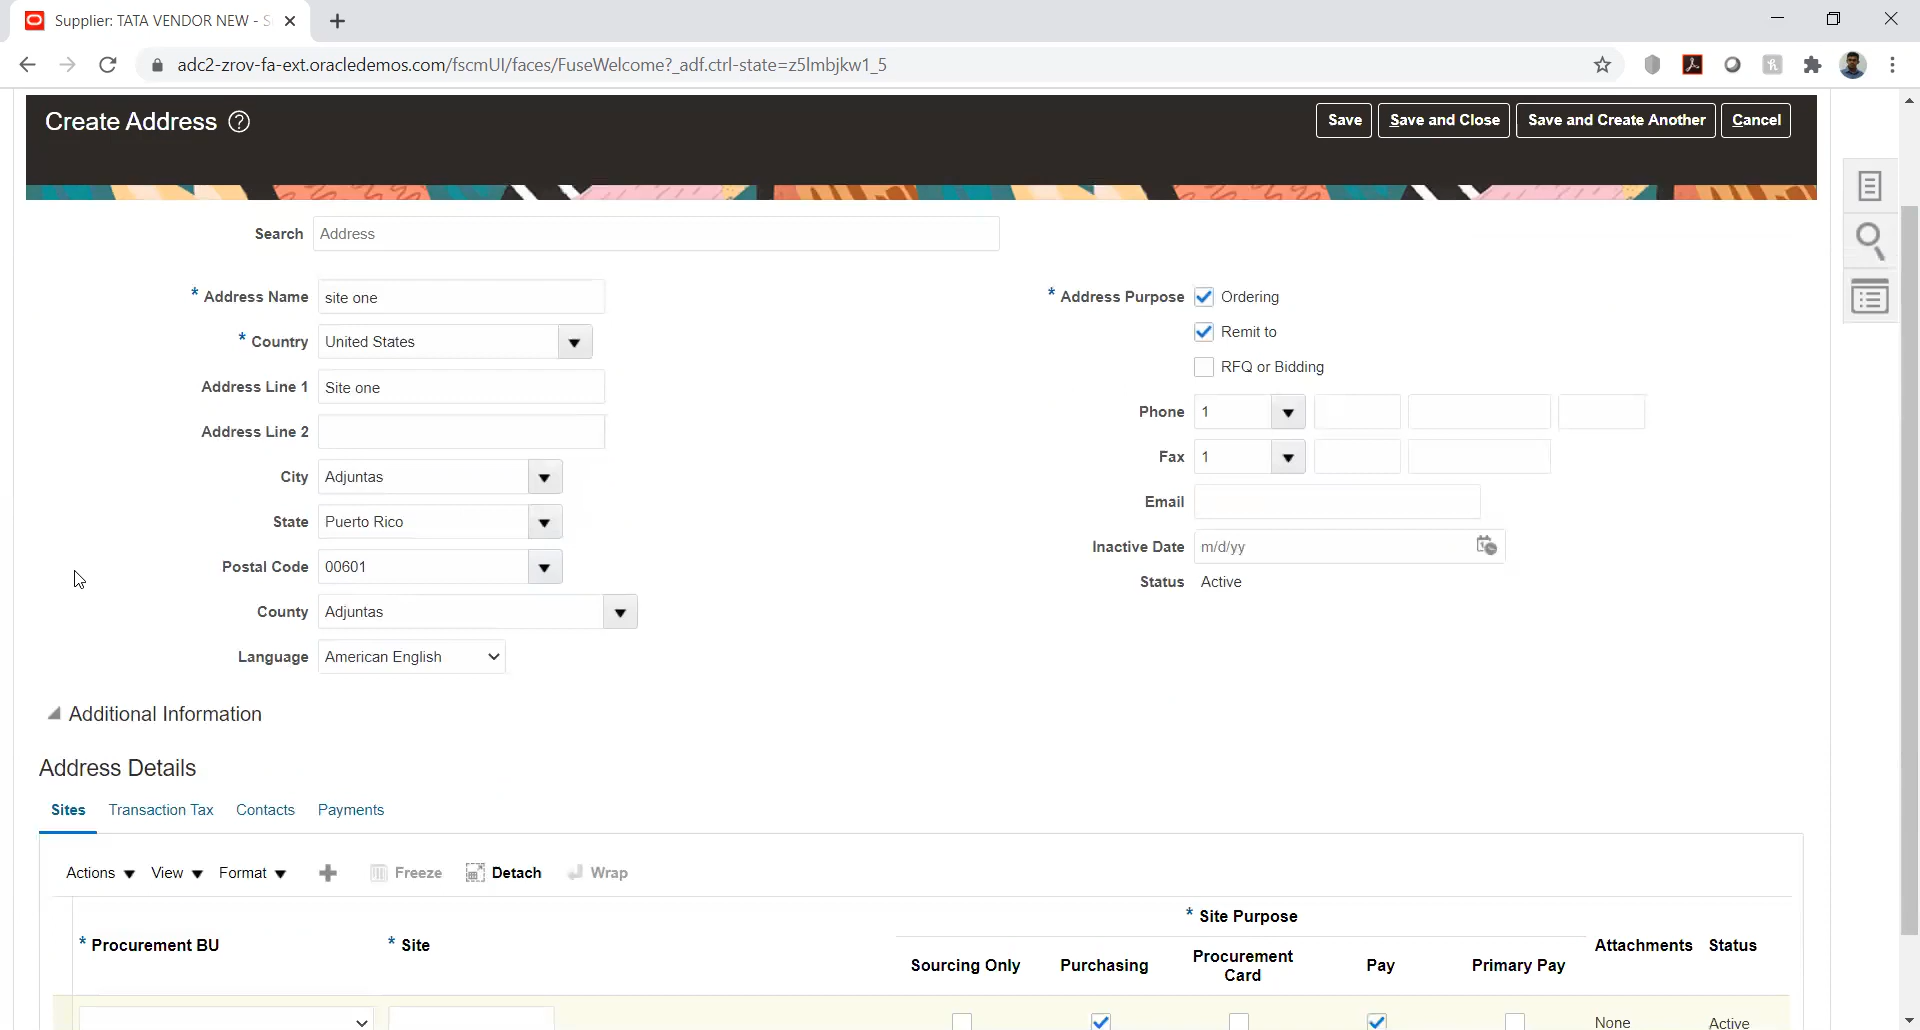 Supplier: TATA VENDOR NEW - S
adc2-zrov-fa-ext.oracledemos.com/fscmUI/faces/FuseWelcome?_adf.ctrl-state=z5lmbjkw1_5
Create Address ?
Save Save and Close Save and Create Another Cancel
Search Address
* Address Name site one
* Country United States
Address Line 1 Site one
Address Line 2
City Adjuntas
State Puerto Rico
Postal Code 00601
County Adjuntas
Language American English
* Address Purpose Ordering
Remit to
RFQ or Bidding
Phone 1
Fax 1
Email
Inactive Date m/d/yy
Status Active
Additional Information
Address Details
Sites Transaction Tax Contacts Payments
Actions View Format Freeze Detach Wrap
* Site Purpose
* Procurement BU * Site Attachments Status
Sourcing Only Purchasing Procurement Card Pay Primary Pay
None Active